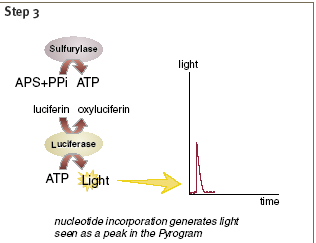 Step 3
Sulfurylase
APS+PPi ATP
luciferin oxyluciferin
Luciferase
ATP Light
light
time
nucleotide incorporation generates light
seen as a peak in the Pyrogram